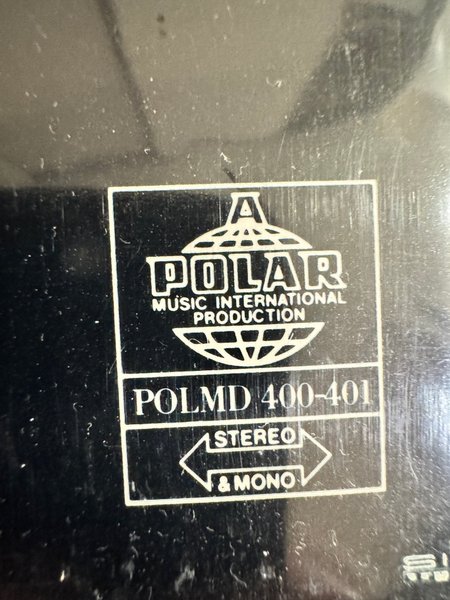 A
POLAR
MUSIC INTERNATIONAL
PRODUCTION
POLMD 400-401
STEREO
& MONO